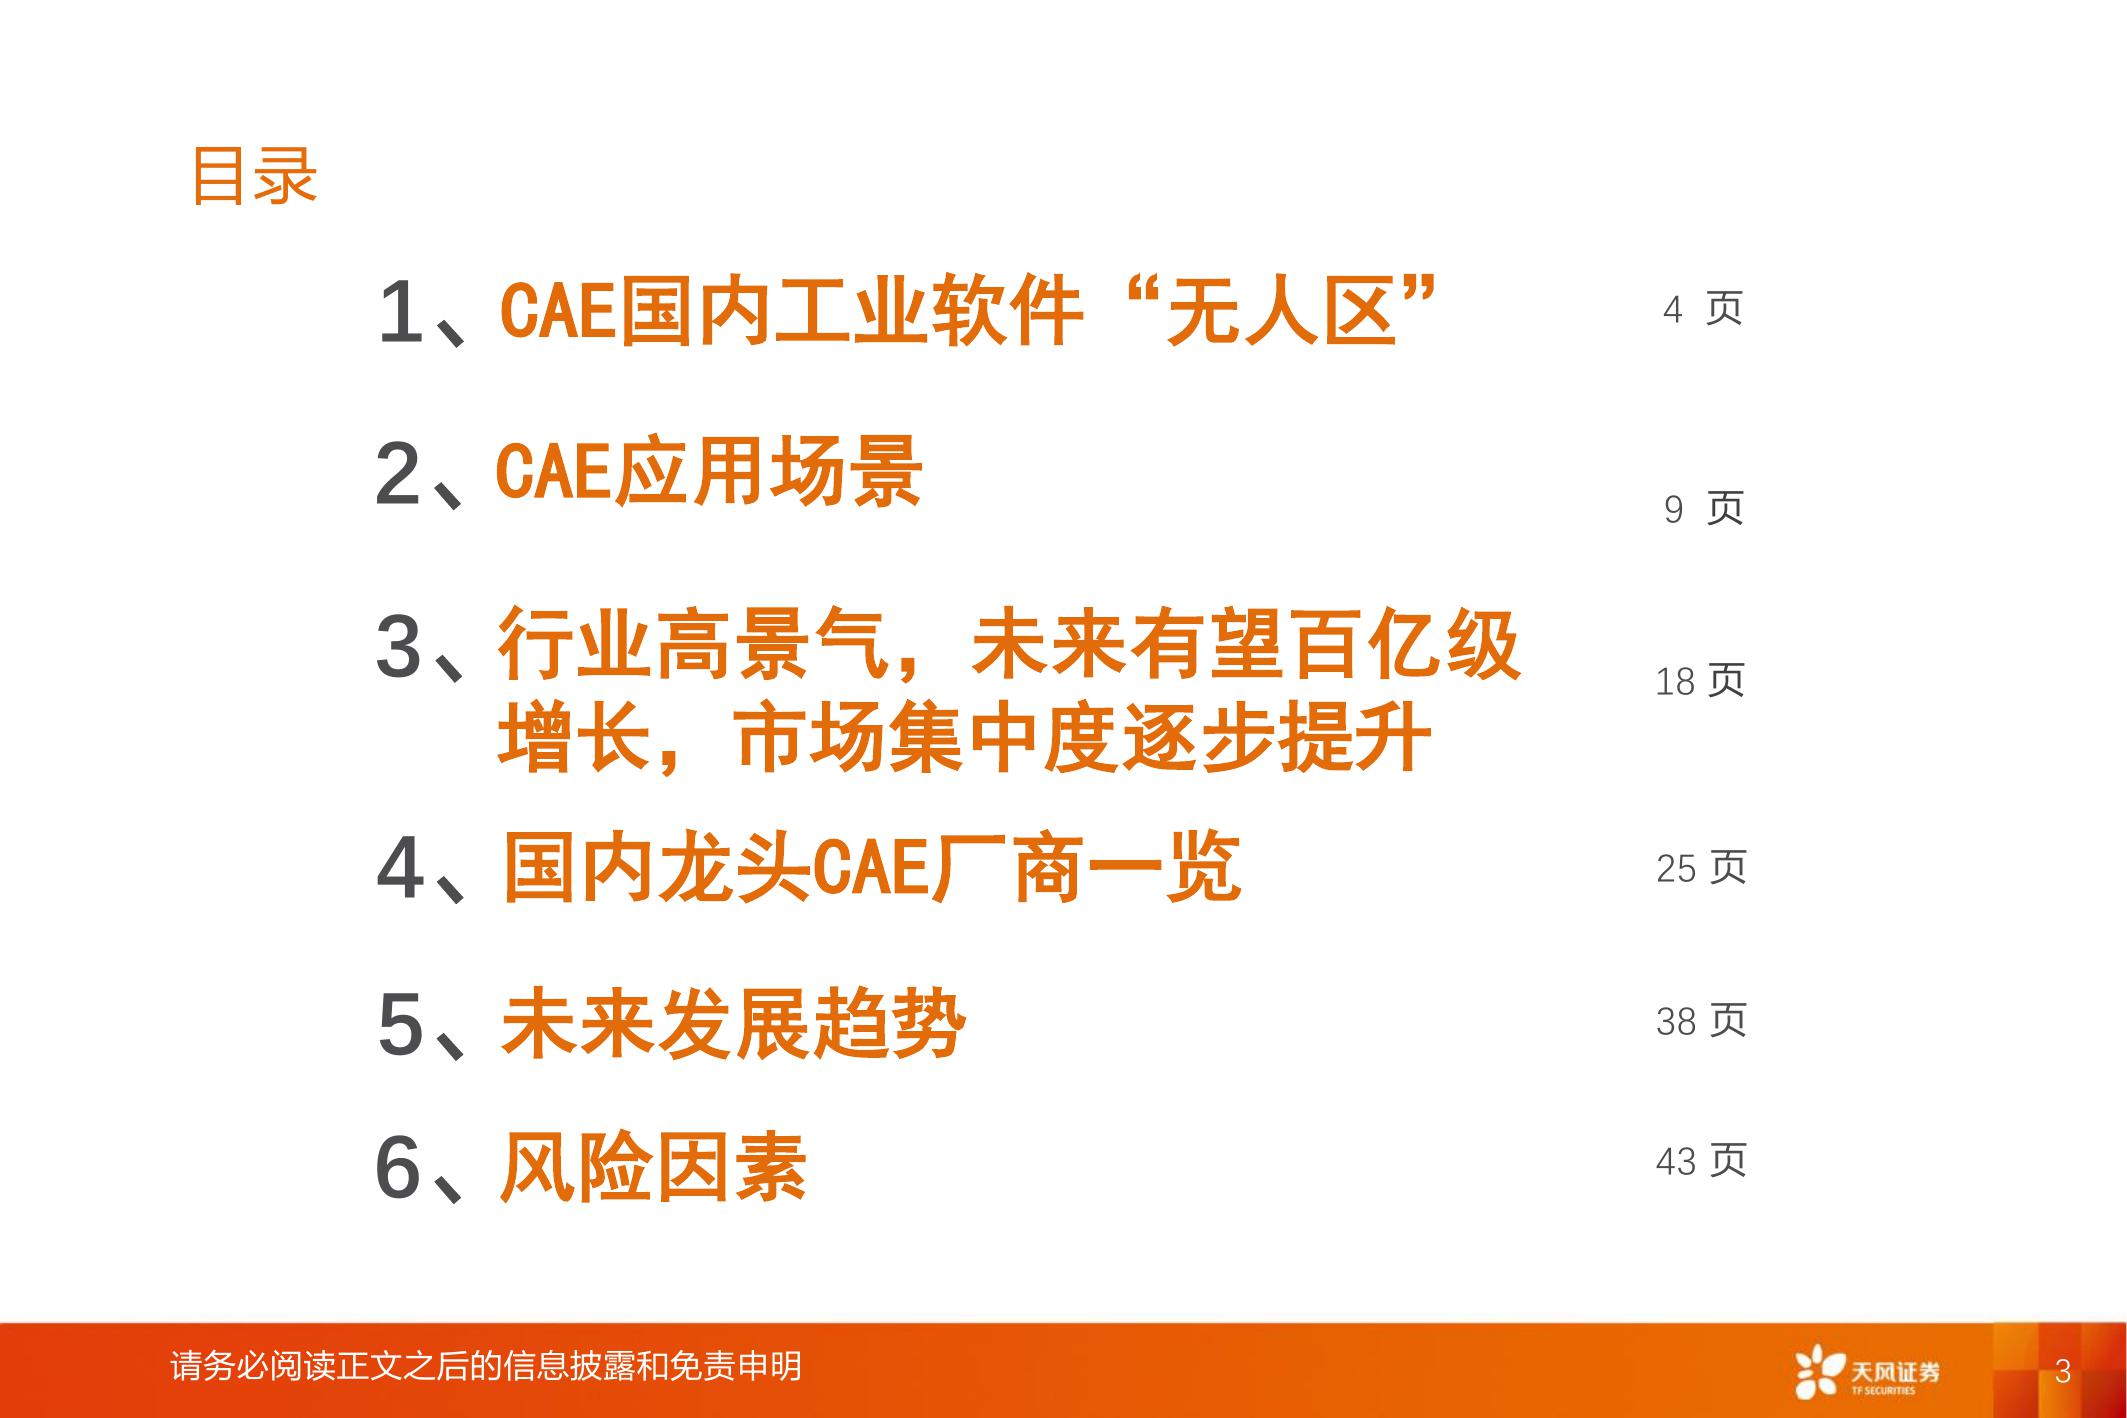 目录
1、CAE国内工业软件“无人区” 4 页
2、CAE应用场景 9 页
3、行业高景气，未来有望百亿级 18 页
增长，市场集中度逐步提升
4、国内龙头CAE厂商一览 25 页
5、未来发展趋势 38 页
6、风险因素 43 页
请务必阅读正文之后的信息披露和免责申明
天风证券
TF SECURITIES
3